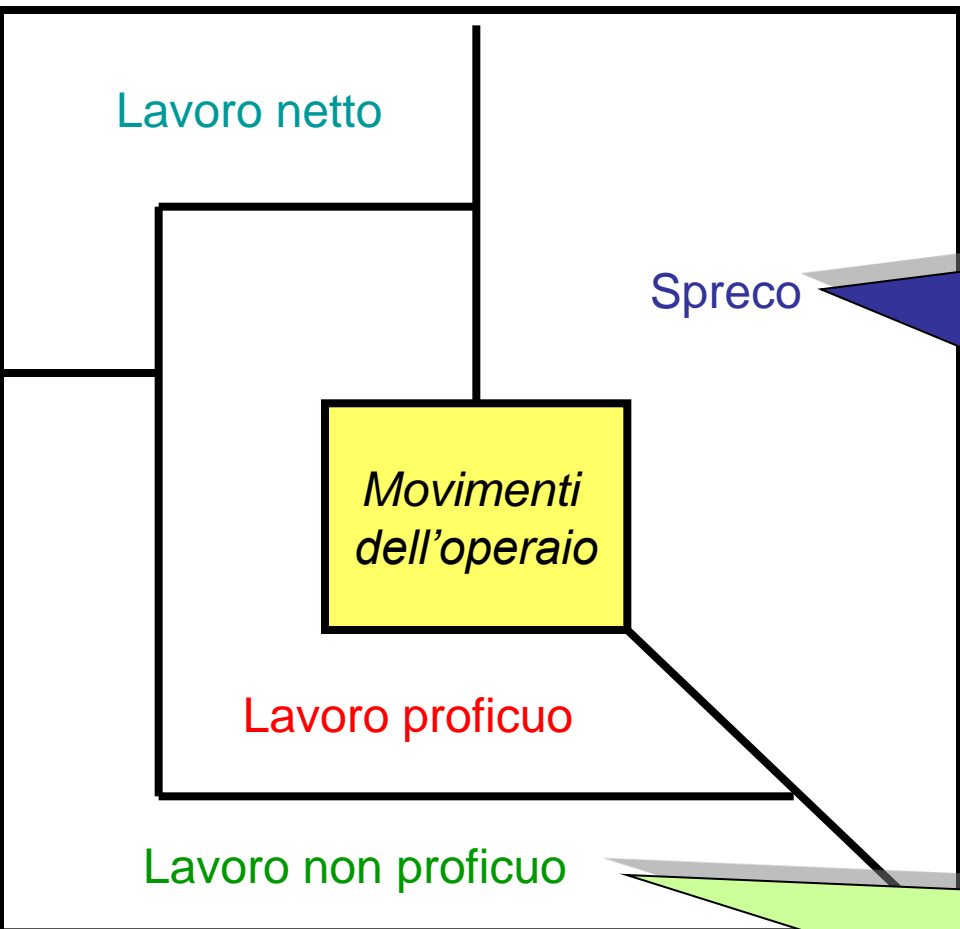 Lavoro netto
Spreco
Movimenti
dell’operaio
Lavoro proficuo
Lavoro non proficuo